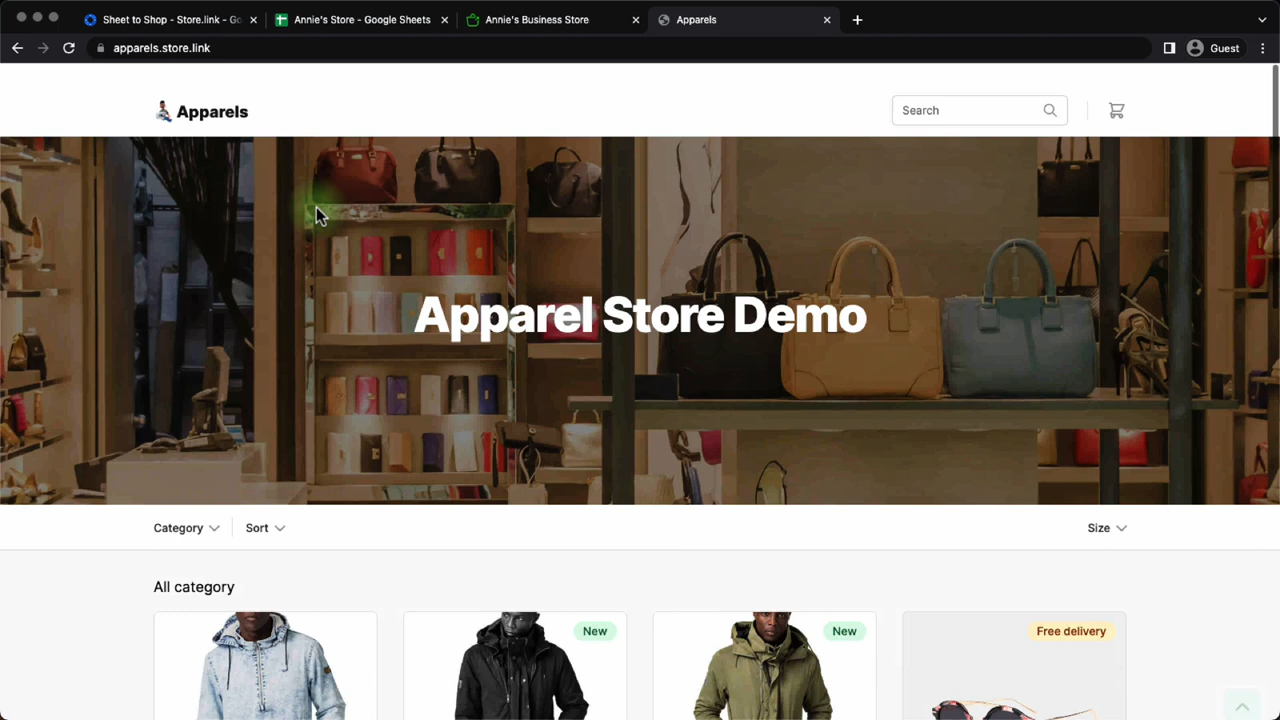 Sheet to Shop - Store.link - Go
Annie's Store - Google Sheets
Annie's Business Store
Apparels
apparels.store.link
Guest
Apparels
Search
Apparel Store Demo
Category
Sort
Size
All category
New
New
Free delivery